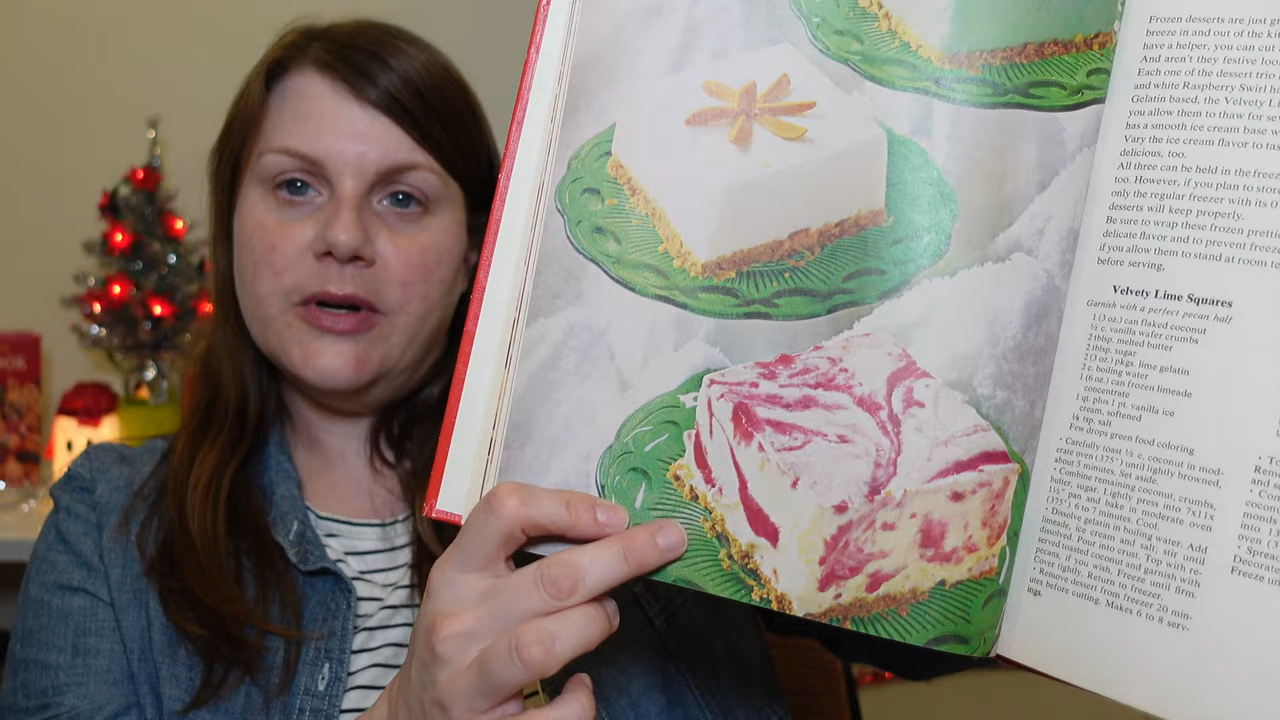 OOK
Frozen desserts are just
breeze in and out of the
have a helper, you can cut
And aren't they festive
Each one of the dessert trio
and white Raspberry Swirl
Gelatin based, the Velvety
you allow them to thaw for
has a smooth ice cream base
Vary the ice cream flavor to
delicious, too.
All three can be held in the
too. However, if you plan to
only the regular freezer with its
desserts will keep properly.
Be sure to wrap these frozen
delicate flavor and to prevent
if you allow them to stand at room
before serving,
Velvety Lime Squares
Garnish with a perfect pecan half
1 (3 oz.) can flaked coconut
½ c. vanilla wafer crumbs
2 tblsp. melted butter
2 tblsp. sugar
2 (3 oz.) pkgs. lime gelatin
2 c. boiling water
1 (6 oz.) can frozen limeade
concentrate
1 qt. plus 1 pt. vanilla ice
cream, softened
⅛ tsp. salt
Few drops green food coloring
• Carefully toast ½ c. coconut in mod-
erate oven (375°) until lightly browned,
about 5 minutes. Set aside.
• Combine remaining coconut, crumbs,
butter, sugar. Lightly press into 7x11x
1½" pan and bake in moderate oven
(375°) 6 to 7 minutes. Cool.
• Dissolve gelatin in boiling water. Add
limeade, ice cream and salt; stir until
dissolved. Pour into crust. Top with re-
served toasted coconut and garnish with
pecans, if you wish. Freeze until firm.
Cover tightly. Return to freezer.
• Remove dessert from freezer 20 min-
utes before cutting. Makes 6 to 8 serv-
ings.